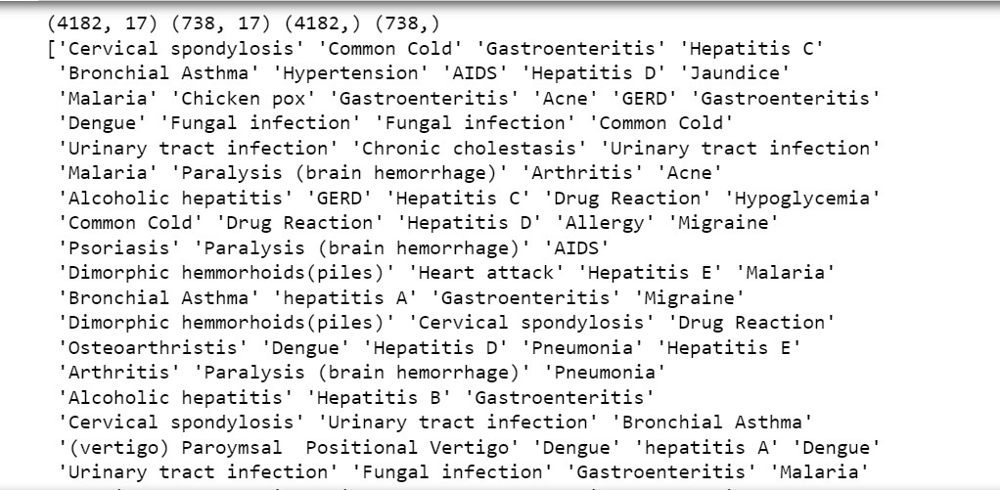 (4182, 17) (738, 17) (4182,) (738,)
['Cervical spondylosis' 'Common Cold' 'Gastroenteritis' 'Hepatitis C'
'Bronchial Asthma' 'Hypertension' 'AIDS' 'Hepatitis D' 'Jaundice'
'Malaria' 'Chicken pox' 'Gastroenteritis' 'Acne' 'GERD' 'Gastroenteritis'
'Dengue' 'Fungal infection' 'Fungal infection' 'Common Cold'
'Urinary tract infection' 'Chronic cholestasis' 'Urinary tract infection'
'Malaria' 'Paralysis (brain hemorrhage)' 'Arthritis' 'Acne'
'Alcoholic hepatitis' 'GERD' 'Hepatitis C' 'Drug Reaction' 'Hypoglycemia'
'Common Cold' 'Drug Reaction' 'Hepatitis D' 'Allergy' 'Migraine'
'Psoriasis' 'Paralysis (brain hemorrhage)' 'AIDS'
'Dimorphic hemmorhoids(piles)' 'Heart attack' 'Hepatitis E' 'Malaria'
'Bronchial Asthma' 'hepatitis A' 'Gastroenteritis' 'Migraine'
'Dimorphic hemmorhoids(piles)' 'Cervical spondylosis' 'Drug Reaction'
'Osteoarthristis' 'Dengue' 'Hepatitis D' 'Pneumonia' 'Hepatitis E'
'Arthritis' 'Paralysis (brain hemorrhage)' 'Pneumonia'
'Alcoholic hepatitis' 'Hepatitis B' 'Gastroenteritis'
'Cervical spondylosis' 'Urinary tract infection' 'Bronchial Asthma'
'(vertigo) Paroymsal  Positional Vertigo' 'Dengue' 'hepatitis A' 'Dengue'
'Urinary tract infection' 'Fungal infection' 'Gastroenteritis' 'Malaria'